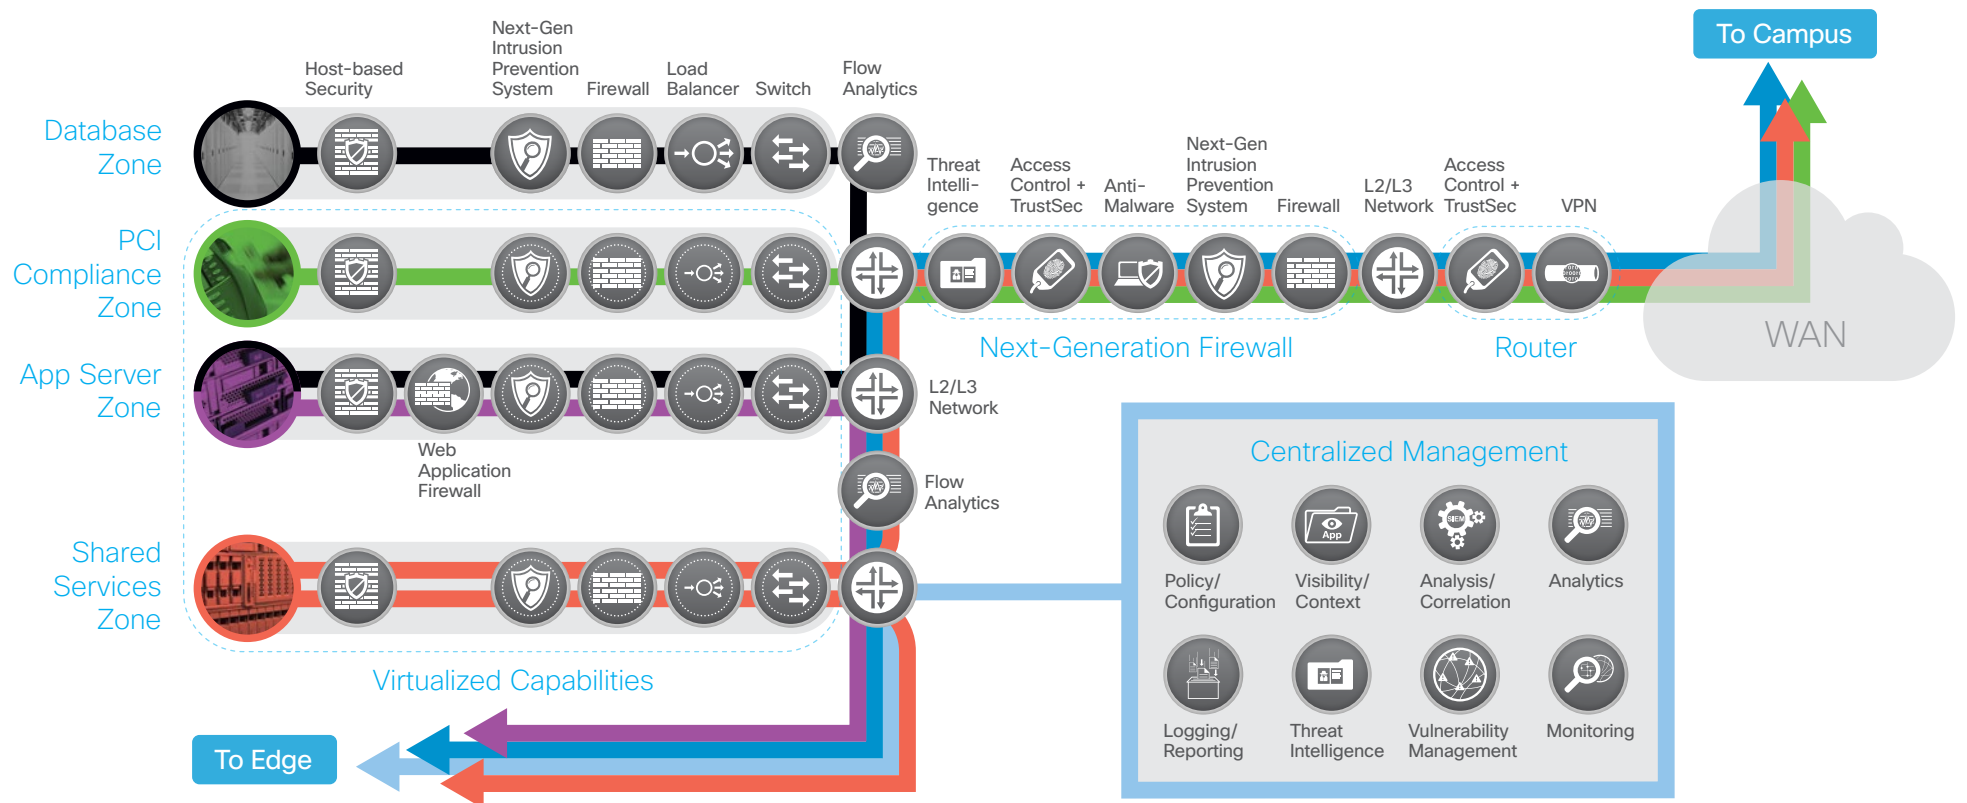 To Campus
Next-Gen
Intrusion
Prevention
System
Host-based
Security
Firewall
Load
Balancer
Switch
Flow
Analytics
Database
Zone
Threat
Intelli-
gence
Access
Control +
TrustSec
Anti-
Malware
Next-Gen
Intrusion
Prevention
System
Firewall
L2/L3
Network
Access
Control +
TrustSec
VPN
PCI
Compliance
Zone
Next-Generation Firewall
Router
WAN
App Server
Zone
L2/L3
Network
Web
Application
Firewall
Flow
Analytics
Shared
Services
Zone
Virtualized Capabilities
To Edge
Centralized Management
App
SIEM
Policy/
Configuration
Visibility/
Context
Analysis/
Correlation
Analytics
Logging/
Reporting
Threat
Intelligence
Vulnerability
Management
Monitoring